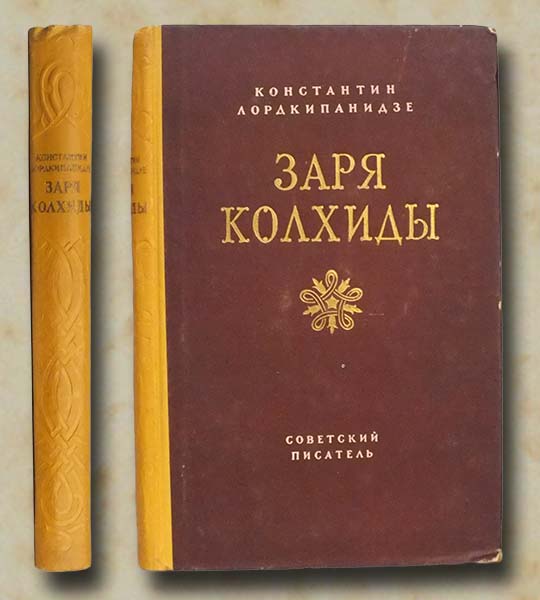 КОНСТАНТИН
ЛОРДКИПАНИДЗЕ
ЗАРЯ
КОЛХИДЫ
КОНСТАНТИН
ЛОРДКИПАНИДЗЕ
ЗАРЯ
КОЛХИДЫ
СОВЕТСКИЙ
ПИСАТЕЛЬ